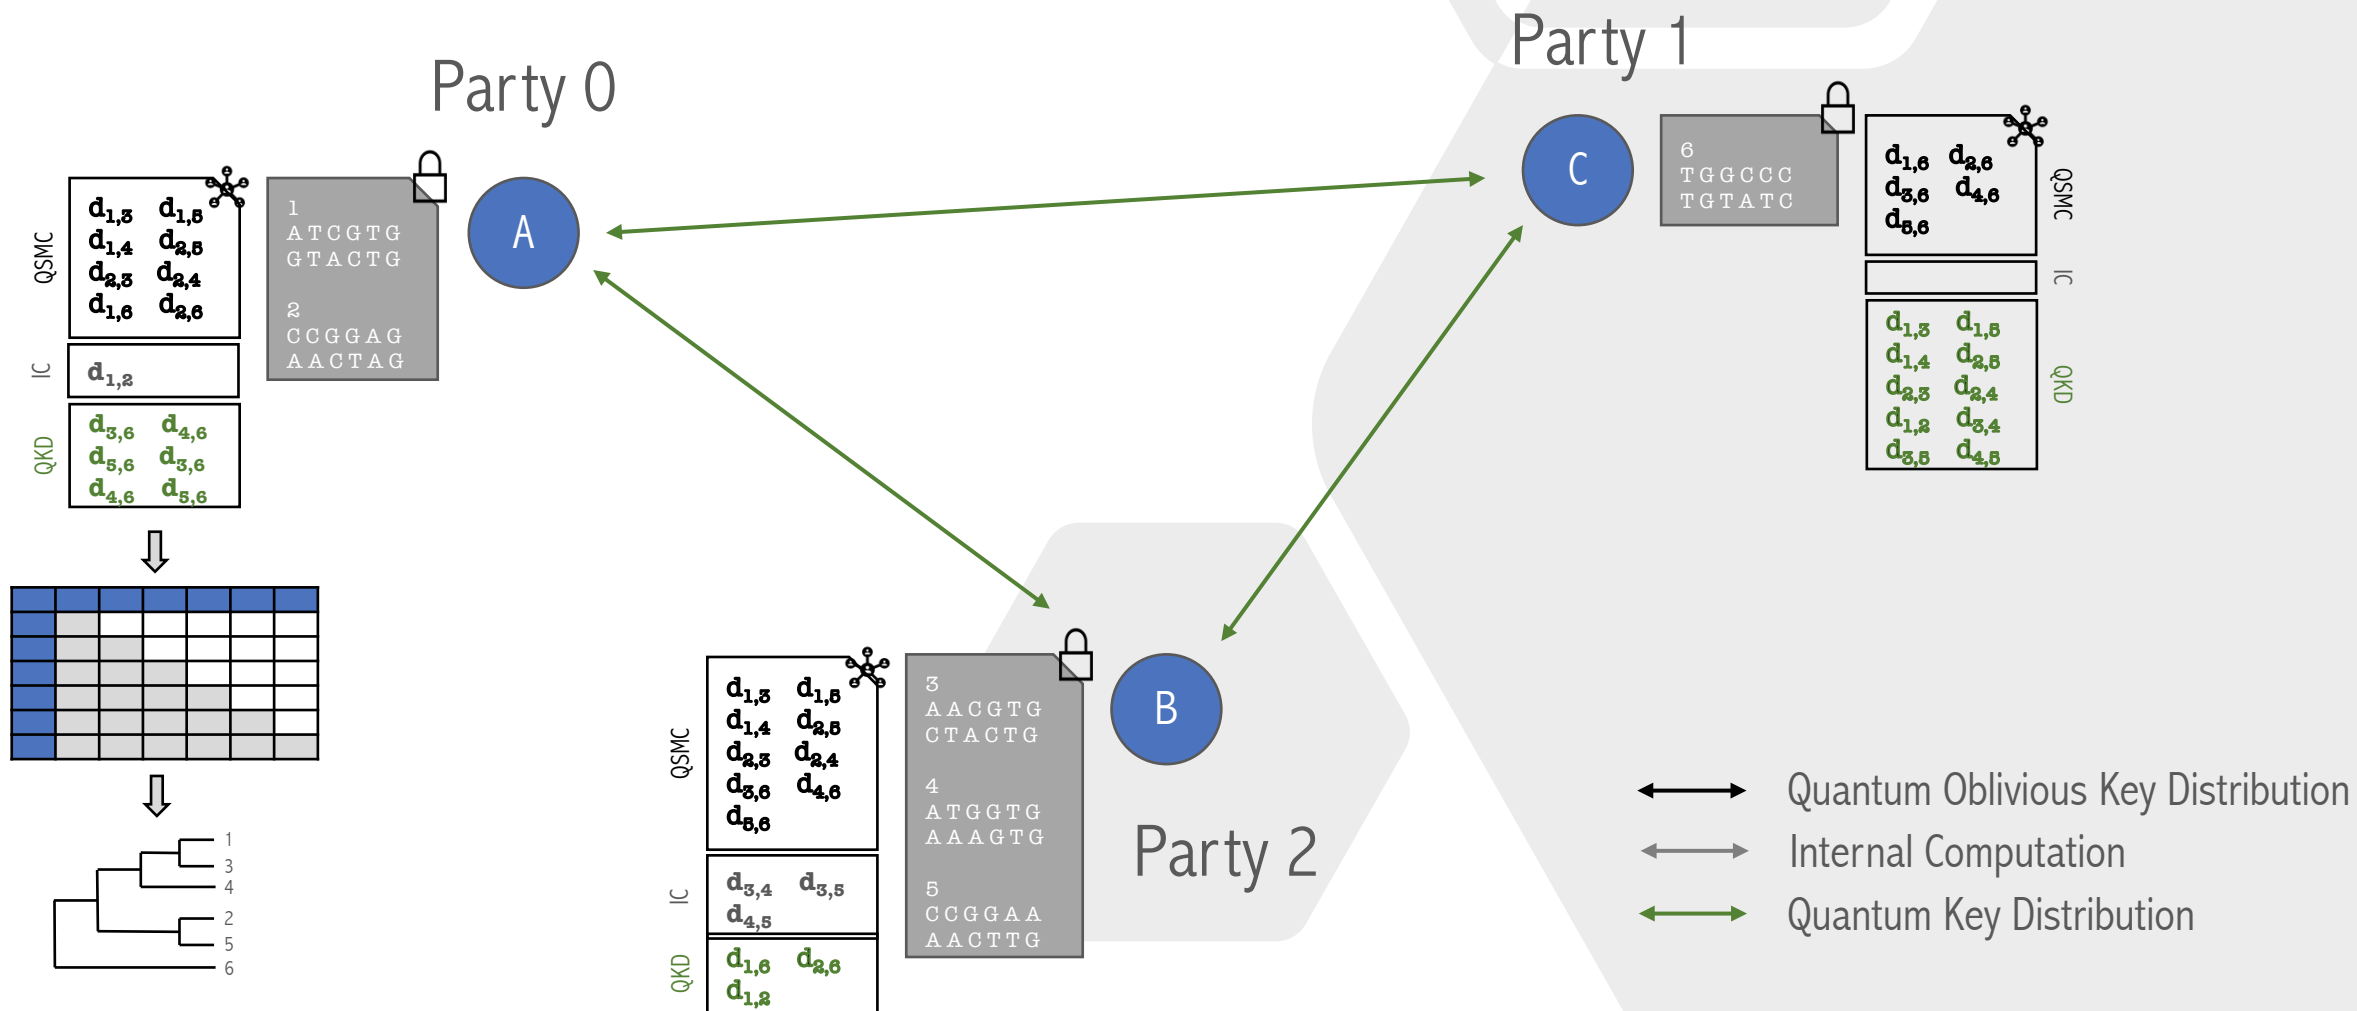 Party 0
QSMC
d1,3 d1,5
d1,4 d2,5
d2,3 d2,4
d1,6 d2,6
IC
d1,2
QKD
d3,6 d4,6
d5,6 d3,6
d4,6 d5,6
1
ATCGTG
GTACTG
2
CCGGAG
AACTAG
A
1
3
4
2
5
6
Party 1
C
6
TGGCCC
TGTATC
d1,6 d2,6
d3,6 d4,6
d5,6
QSMC
IC
d1,3 d1,5
d1,4 d2,5
d2,3 d2,4
d1,2 d3,4
d3,5 d4,5
QKD
QSMC
d1,3 d1,5
d1,4 d2,5
d2,3 d2,4
d3,6 d4,6
d5,6
IC
d3,4 d3,5
d4,5
QKD
d1,6 d2,6
d1,2
3
AACGTG
CTACTG
4
ATGGTG
AAAGTG
5
CCGGAA
AACTTG
B
Party 2
Quantum Oblivious Key Distribution
Internal Computation
Quantum Key Distribution